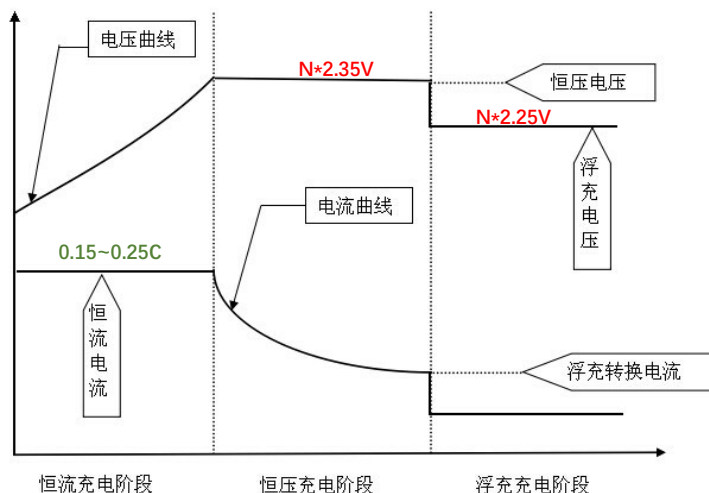 电压曲线
N*2.35V
恒压电压
N*2.25V
浮充电压
电流曲线
0.15~0.25C
恒流电流
浮充转换电流
恒流充电阶段
恒压充电阶段
浮充充电阶段